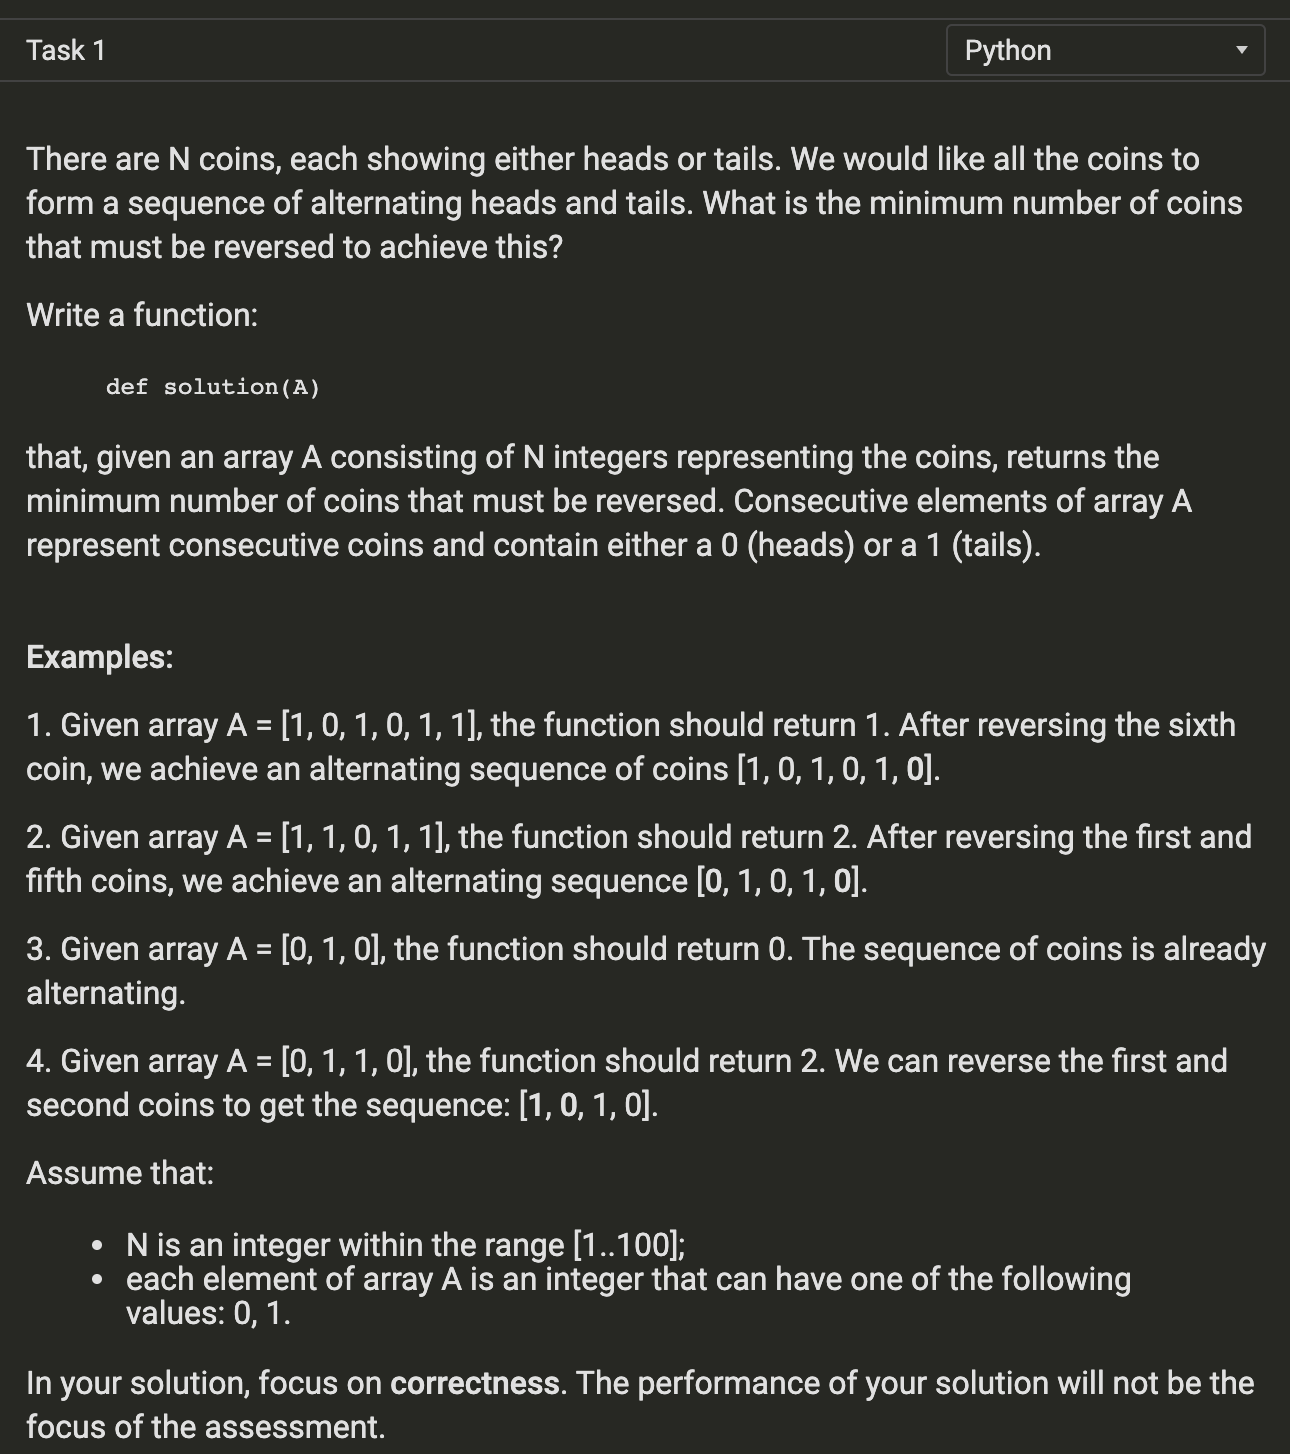 Task 1
Python
There are N coins, each showing either heads or tails. We would like all the coins to
form a sequence of alternating heads and tails. What is the minimum number of coins
that must be reversed to achieve this?
Write a function:
def solution(A)
that, given an array A consisting of N integers representing the coins, returns the
minimum number of coins that must be reversed. Consecutive elements of array A
represent consecutive coins and contain either a 0 (heads) or a 1 (tails).
Examples:
1. Given array A = [1, 0, 1, 0, 1, 1], the function should return 1. After reversing the sixth
coin, we achieve an alternating sequence of coins [1, 0, 1, 0, 1, 0].
2. Given array A = [1, 1, 0, 1, 1], the function should return 2. After reversing the first and
fifth coins, we achieve an alternating sequence [0, 1, 0, 1, 0].
3. Given array A = [0, 1, 0], the function should return 0. The sequence of coins is already
alternating.
4. Given array A = [0, 1, 1, 0], the function should return 2. We can reverse the first and
second coins to get the sequence: [1, 0, 1, 0].
Assume that:
• N is an integer within the range [1..100];
• each element of array A is an integer that can have one of the following
values: 0, 1.
In your solution, focus on correctness. The performance of your solution will not be the
focus of the assessment.